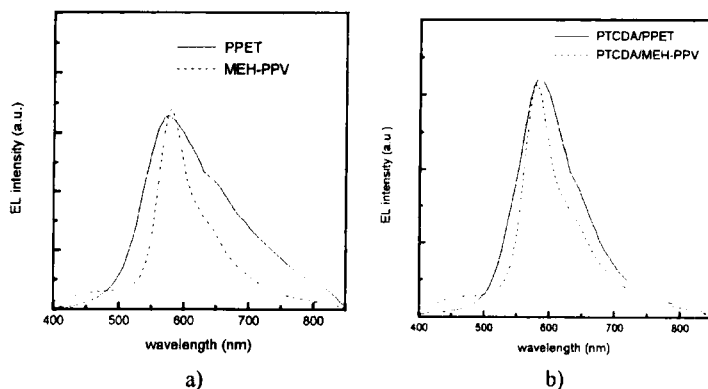 PPET
MEH-PPV
EL intensity (a.u.)
400 500 600 700 800
wavelength (nm)
a)
PTCDA/PPET
PTCDA/MEH-PPV
EL intensity (a.u.)
400 500 600 700 800
wavelength (nm)
b)